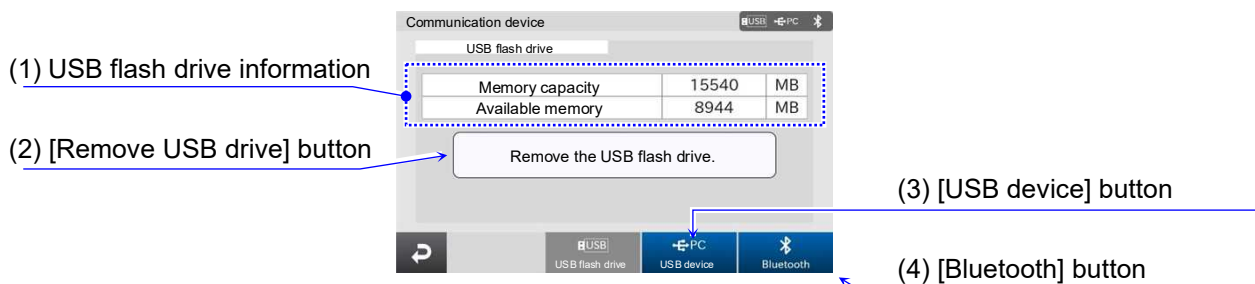 Communication device
USB PC
USB flash drive
(1) USB flash drive information
Memory capacity 15540 MB
Available memory 8944 MB
(2) [Remove USB drive] button
Remove the USB flash drive.
(3) [USB device] button
USB
USB flash drive
PC
USB device
Bluetooth
(4) [Bluetooth] button